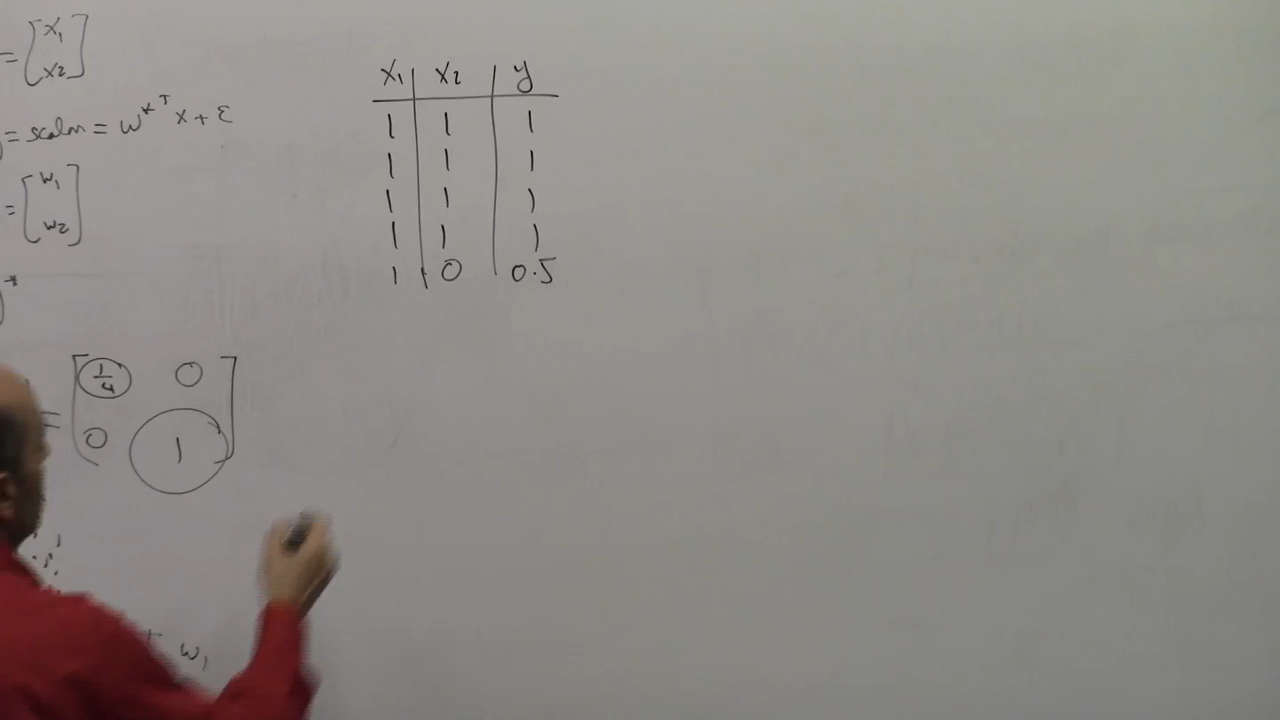 = [x1
x2]
= scalar = w*T x + ε
= [w1
w2]
*
= [1/4 0
0 1]
w1
x1 | x2 | y
1 | 1 | 1
1 | 1 | 1
1 | 1 | 1
1 | 1 | 1
1 | 0 | 0.5